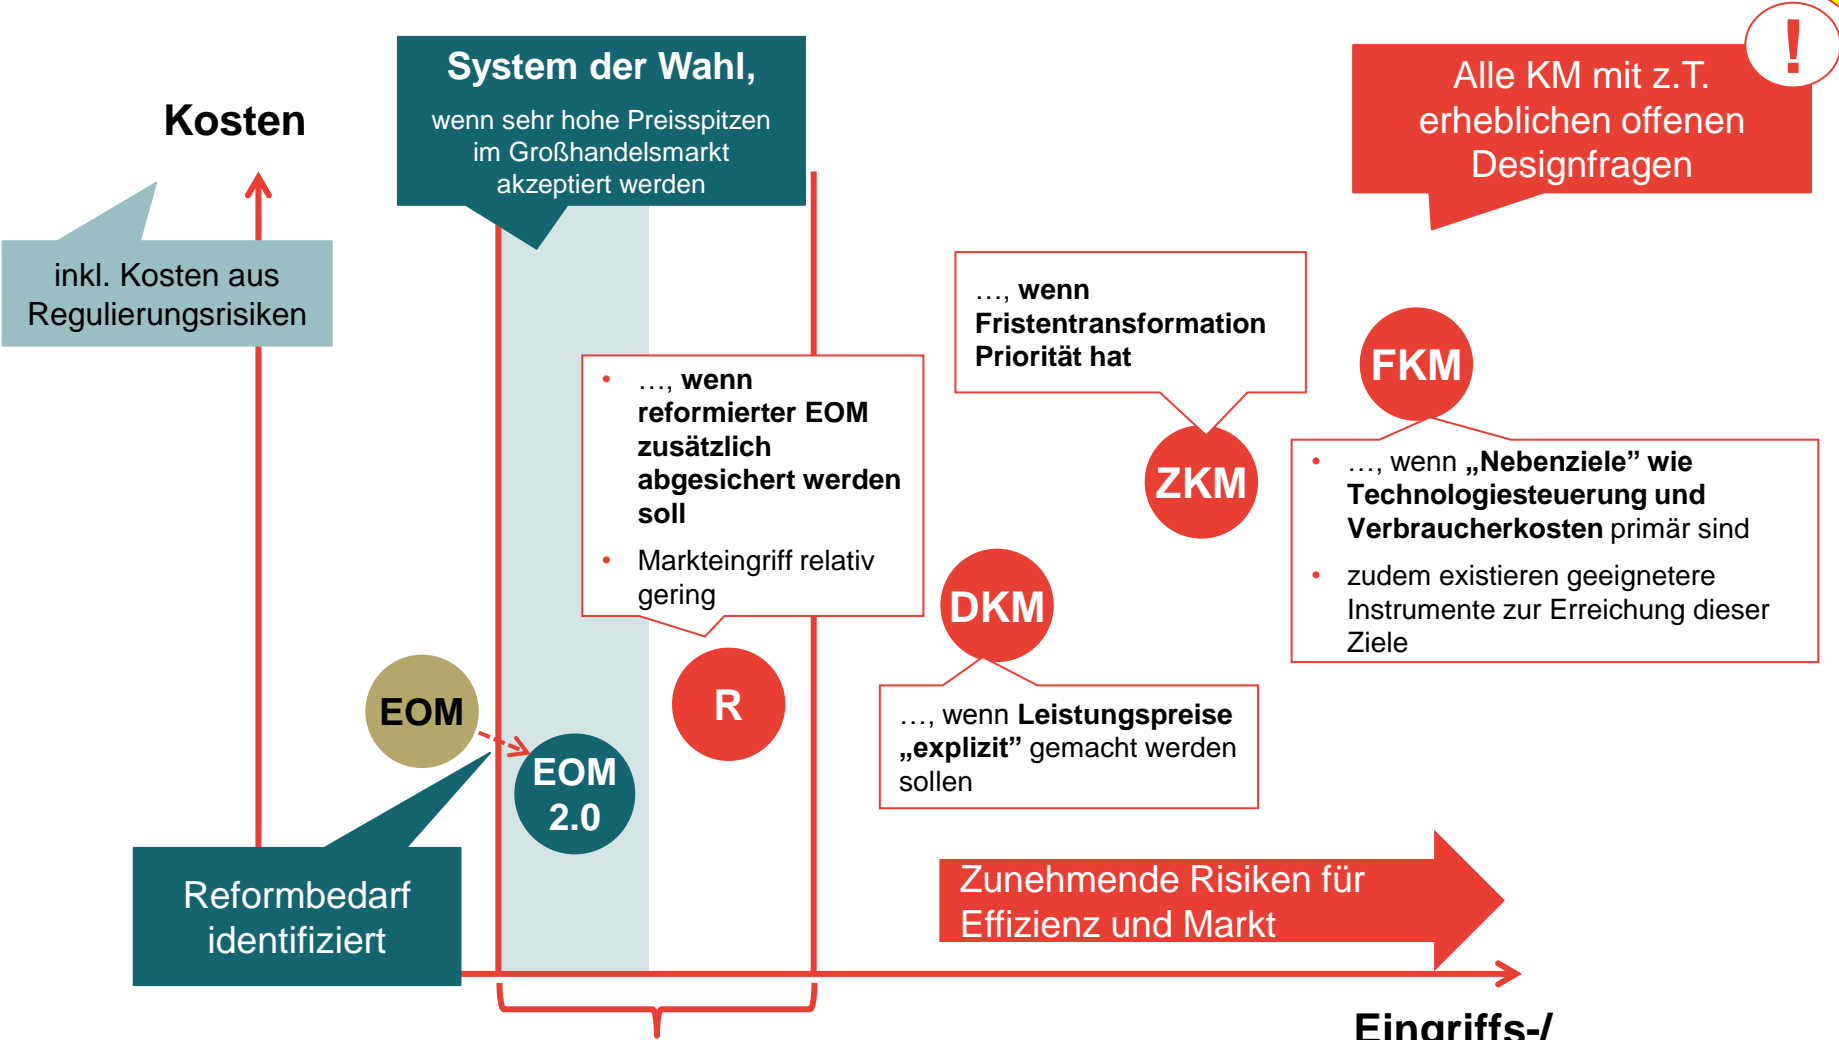 System der Wahl,
wenn sehr hohe Preisspitzen
im Großhandelsmarkt
akzeptiert werden
!
Alle KM mit z.T.
erheblichen offenen
Designfragen
Kosten
inkl. Kosten aus
Regulierungsrisiken
…, wenn
Fristentransformation
Priorität hat
FKM
• …, wenn
reformierter EOM
zusätzlich
abgesichert werden
soll
• Markteingriff relativ
gering
ZKM
• …, wenn „Nebenziele” wie
Technologiesteuerung und
Verbraucherkosten primär sind
• zudem existieren geeignetere
Instrumente zur Erreichung dieser
Ziele
DKM
EOM
R
…, wenn Leistungspreise
„explizit” gemacht werden
sollen
EOM
2.0
Reformbedarf
identifiziert
Zunehmende Risiken für
Effizienz und Markt
Eingriffs-/